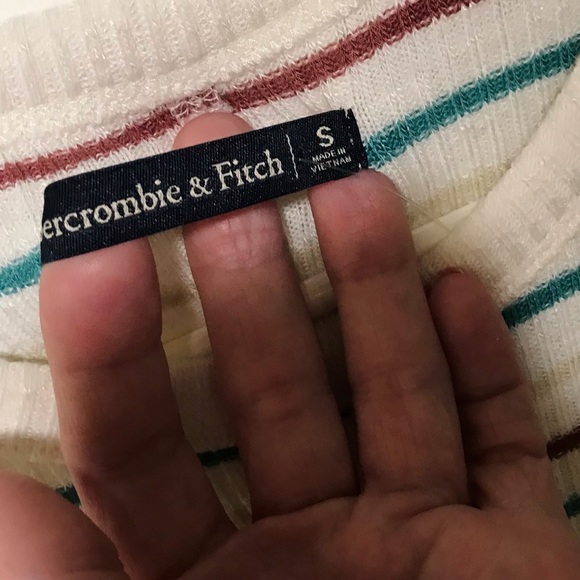 ercrombie & Fitch
S
MADE IN
VIETNAM